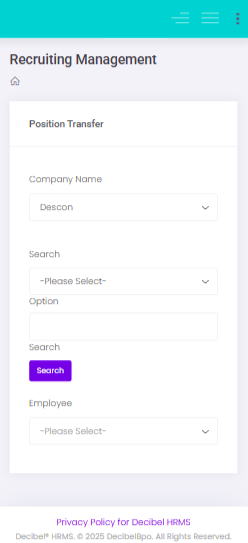 Recruiting Management
Position Transfer
Company Name
Descon
Search
-Please Select-
Option
Search
Search
Employee
-Please Select-
Privacy Policy for Decibel HRMS
Decibel® HRMS. © 2025 DecibelBpo. All Rights Reserved.